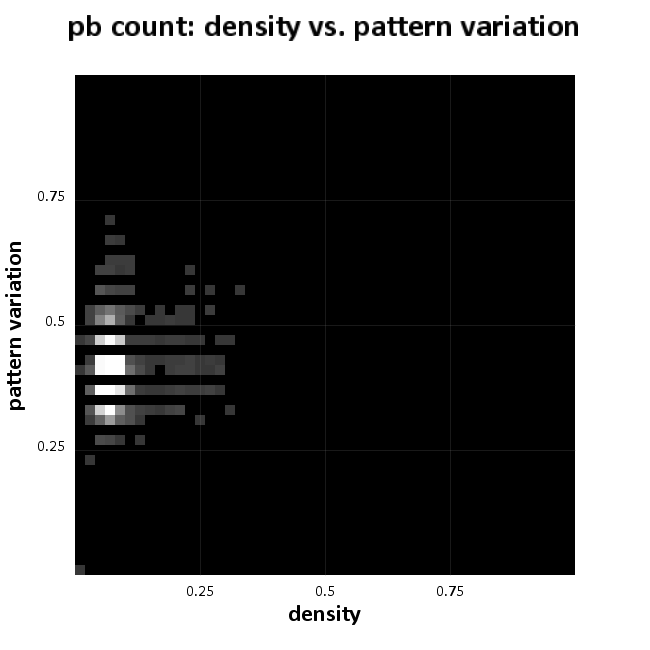 pb count: density vs. pattern variation
0.75
0.5
0.25
pattern variation
0.25 0.5 0.75
density